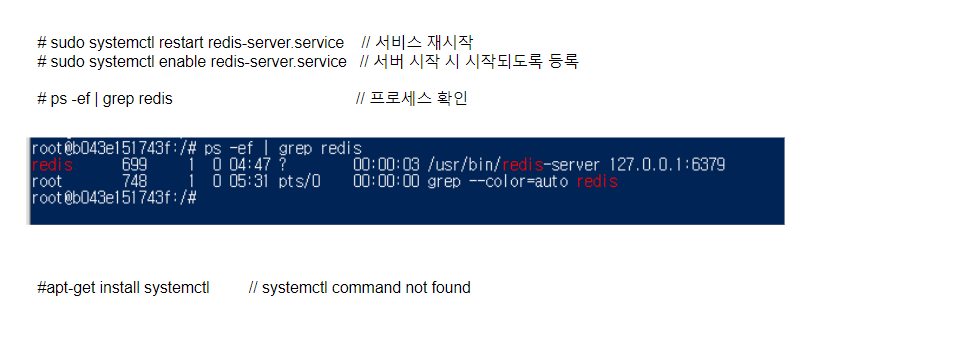 # sudo systemctl restart redis-server.service // 서비스 재시작
# sudo systemctl enable redis-server.service // 서버 시작 시 시작되도록 등록
# ps -ef | grep redis // 프로세스 확인
root@b043e151743f:/# ps -ef | grep redis
redis 699 1 0 04:47 ? 00:00:03 /usr/bin/redis-server 127.0.0.1:6379
root 748 1 0 05:31 pts/0 00:00:00 grep --color=auto redis
root@b043e151743f:/#
#apt-get install systemctl // systemctl command not found